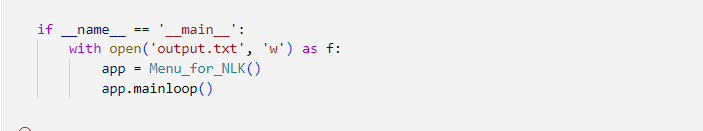 if __name__ == '__main__':
    with open('output.txt', 'w') as f:
        app = Menu_for_NLK()
        app.mainloop()